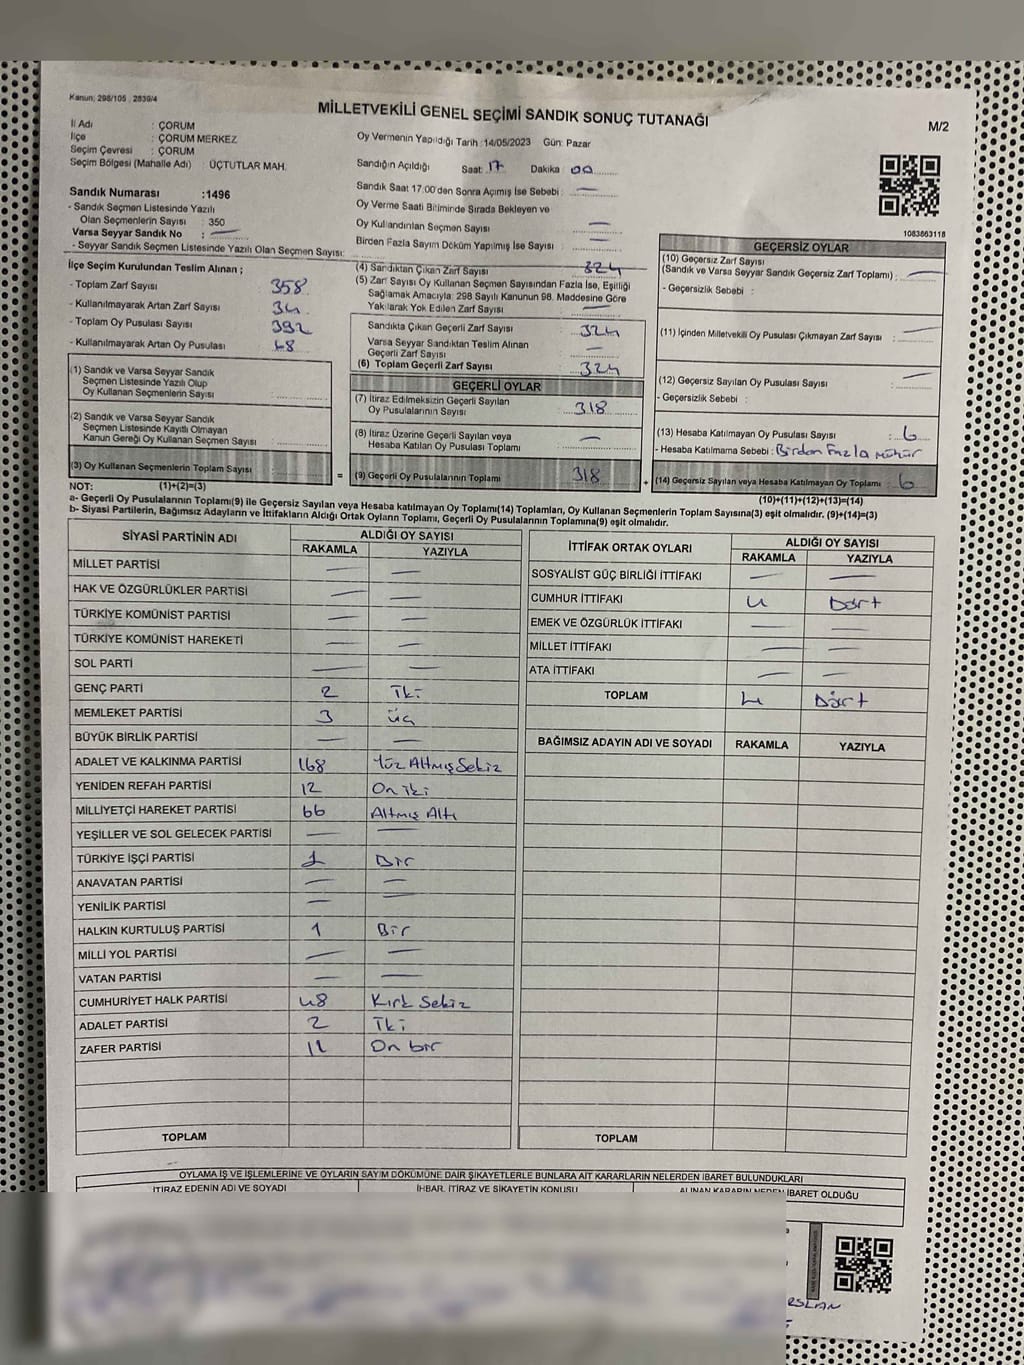 Kanun: 298/105 , 2839/4
MİLLETVEKİLİ GENEL SEÇİMİ SANDIK SONUÇ TUTANAĞI
M/2
İl Adı : ÇORUM
İlçe : ÇORUM MERKEZ
Seçim Çevresi : ÇORUM
Seçim Bölgesi (Mahalle Adı) : ÜÇTUTLAR MAH.
Sandık Numarası :1496
- Sandık Seçmen Listesinde Yazılı
Olan Seçmenlerin Sayısı : 350
Varsa Seyyar Sandık No : —
- Seyyar Sandık Seçmen Listesinde Yazılı Olan Seçmen Sayısı:
Oy Vermenin Yapıldığı Tarih :14/05/2023 Gün: Pazar
Sandığın Açıldığı Saat: 17 Dakika : 00
Sandık Saat 17.00'den Sonra Açımış İse Sebebi : —
Oy Verme Saati Bitiminde Sırada Bekleyen ve
Oy Kullandırılan Seçmen Sayısı —
Birden Fazla Sayım Döküm Yapılmış İse Sayısı —
1083863118
İlçe Seçim Kurulundan Teslim Alınan ;
- Toplam Zarf Sayısı 358
- Kullanılmayarak Artan Zarf Sayısı 34
- Toplam Oy Pusulası Sayısı 392
- Kullanılmayarak Artan Oy Pusulası 68
(1) Sandık ve Varsa Seyyar Sandık
Seçmen Listesinde Yazılı Olup
Oy Kullanan Seçmenlerin Sayısı
(2) Sandık ve Varsa Seyyar Sandık
Seçmen Listesinde Kayıtlı Olmayan
Kanun Gereği Oy Kullanan Seçmen Sayısı
(3) Oy Kullanan Seçmenlerin Toplam Sayısı
(4) Sandıktan Çıkan Zarf Sayısı 324
(5) Zarf Sayısı Oy Kullanan Seçmen Sayısından Fazla İse, Eşitliği
Sağlamak Amacıyla 298 Sayılı Kanunun 98. Maddesine Göre
Yakılarak Yok Edilen Zarf Sayısı —
Sandıkta Çıkan Geçerli Zarf Sayısı 324
Varsa Seyyar Sandıktan Teslim Alınan
Geçerli Zarf Sayısı —
(6) Toplam Geçerli Zarf Sayısı 324
GEÇERLİ OYLAR
(7) İtiraz Edilmeksizin Geçerli Sayılan
Oy Pusulalarının Sayısı 318
(8) İtiraz Üzerine Geçerli Sayılan veya
Hesaba Katılan Oy Pusulası Toplamı —
= (9) Geçerli Oy Pusulalarının Toplamı 318
GEÇERSİZ OYLAR
(10) Geçersiz Zarf Sayısı
(Sandık ve Varsa Seyyar Sandık Geçersiz Zarf Toplamı) : —
- Geçersizlik Sebebi :
(11) İçinden Milletvekili Oy Pusulası Çıkmayan Zarf Sayısı : —
(12) Geçersiz Sayılan Oy Pusulası Sayısı : —
- Geçersizlik Sebebi :
(13) Hesaba Katılmayan Oy Pusulası Sayısı : 6
- Hesaba Katılmama Sebebi : Birden Fazla Mühür
+ (14) Geçersiz Sayılan veya Hesaba Katılmayan Oy Toplamı : 6
NOT: (1)+(2)=(3)
(10)+(11)+(12)+(13)=(14)
a- Geçerli Oy Pusulalarının Toplamı(9) ile Geçersiz Sayılan veya Hesaba katılmayan Oy Toplamı(14) Toplamları, Oy Kullanan Seçmenlerin Toplam Sayısına(3) eşit olmalıdır. (9)+(14)=(3)
b- Siyasi Partilerin, Bağımsız Adayların ve İttifakların Aldığı Ortak Oyların Toplamı, Geçerli Oy Pusulalarının Toplamına(9) eşit olmalıdır.
SİYASİ PARTİNİN ADI ALDIĞI OY SAYISI
RAKAMLA YAZIYLA
MİLLET PARTİSİ — —
HAK VE ÖZGÜRLÜKLER PARTİSİ — —
TÜRKİYE KOMÜNİST PARTİSİ — —
TÜRKİYE KOMÜNİST HAREKETİ — —
SOL PARTİ — —
GENÇ PARTİ 2 İki
MEMLEKET PARTİSİ 3 Üç
BÜYÜK BİRLİK PARTİSİ — —
ADALET VE KALKINMA PARTİSİ 168 Yüz Altmış Sekiz
YENİDEN REFAH PARTİSİ 12 On iki
MİLLİYETÇİ HAREKET PARTİSİ 66 Altmış Altı
YEŞİLLER VE SOL GELECEK PARTİSİ — —
TÜRKİYE İŞÇİ PARTİSİ 1 Bir
ANAVATAN PARTİSİ — —
YENİLİK PARTİSİ — —
HALKIN KURTULUŞ PARTİSİ 1 Bir
MİLLİ YOL PARTİSİ — —
VATAN PARTİSİ — —
CUMHURİYET HALK PARTİSİ 48 Kırk Sekiz
ADALET PARTİSİ 2 İki
ZAFER PARTİSİ 11 On bir
TOPLAM
İTTİFAK ORTAK OYLARI ALDIĞI OY SAYISI
RAKAMLA YAZIYLA
SOSYALİST GÜÇ BİRLİĞİ İTTİFAKI — —
CUMHUR İTTİFAKI 4 Dört
EMEK VE ÖZGÜRLÜK İTTİFAKI — —
MİLLET İTTİFAKI — —
ATA İTTİFAKI — —
TOPLAM 4 Dört
BAĞIMSIZ ADAYIN ADI VE SOYADI RAKAMLA YAZIYLA
TOPLAM
OYLAMA İŞ VE İŞLEMLERİNE VE OYLARIN SAYIM DÖKÜMÜNE DAİR ŞİKAYETLERLE BUNLARA AİT KARARLARIN NELERDEN İBARET BULUNDUKLARI
İTİRAZ EDENİN ADI VE SOYADI İHBAR, İTİRAZ VE ŞİKAYETİN KONUSU ALINAN KARARIN NEDEN İBARET OLDUĞU
RSLAN